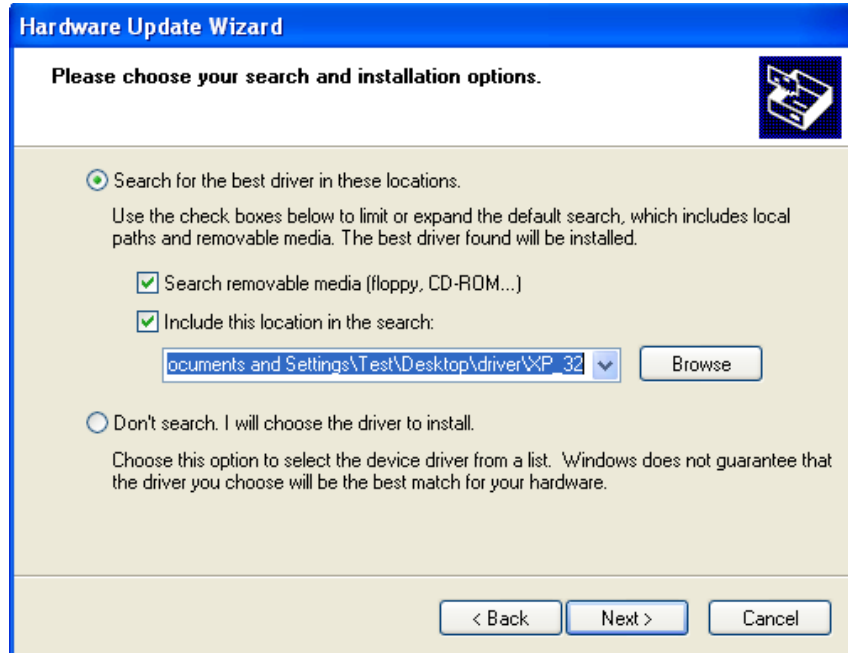 Hardware Update Wizard
Please choose your search and installation options.
Search for the best driver in these locations.
Use the check boxes below to limit or expand the default search, which includes local
paths and removable media. The best driver found will be installed.
Search removable media (floppy, CD-ROM...)
Include this location in the search:
ocuments and Settings\Test\Desktop\driver\XP_32
Browse
Don't search. I will choose the driver to install.
Choose this option to select the device driver from a list. Windows does not guarantee that
the driver you choose will be the best match for your hardware.
< Back Next > Cancel